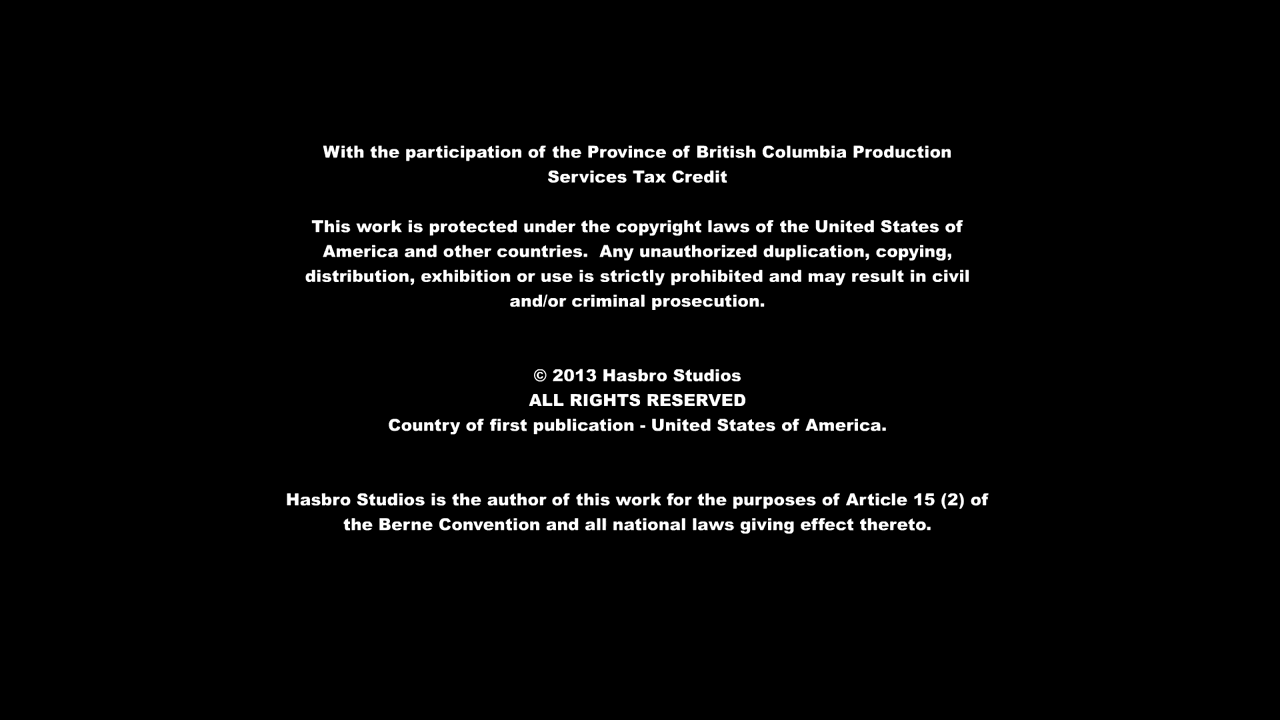 With the participation of the Province of British Columbia Production
Services Tax Credit
This work is protected under the copyright laws of the United States of
America and other countries.  Any unauthorized duplication, copying,
distribution, exhibition or use is strictly prohibited and may result in civil
and/or criminal prosecution.
© 2013 Hasbro Studios
ALL RIGHTS RESERVED
Country of first publication - United States of America.
Hasbro Studios is the author of this work for the purposes of Article 15 (2) of
the Berne Convention and all national laws giving effect thereto.